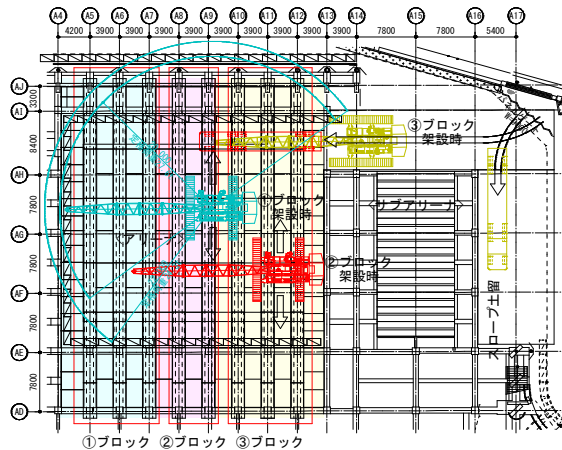 A4 A5 A6 A7 A8 A9 A10 A11 A12 A13 A14 A15 A16 A17
4200 3900 3900 3900 3900 3900 3900 3900 3900 3900 7800 7800 5400
AJ
3300
AI
③ブロック
架設時
8400
AH
①ブロック
架設時
<サブアリーナ>
7800
AG
<アリーナ>
②ブロック
架設時
7800
AF
スロープ土留
7800
AE
7800
AD
①ブロック ②ブロック ③ブロック